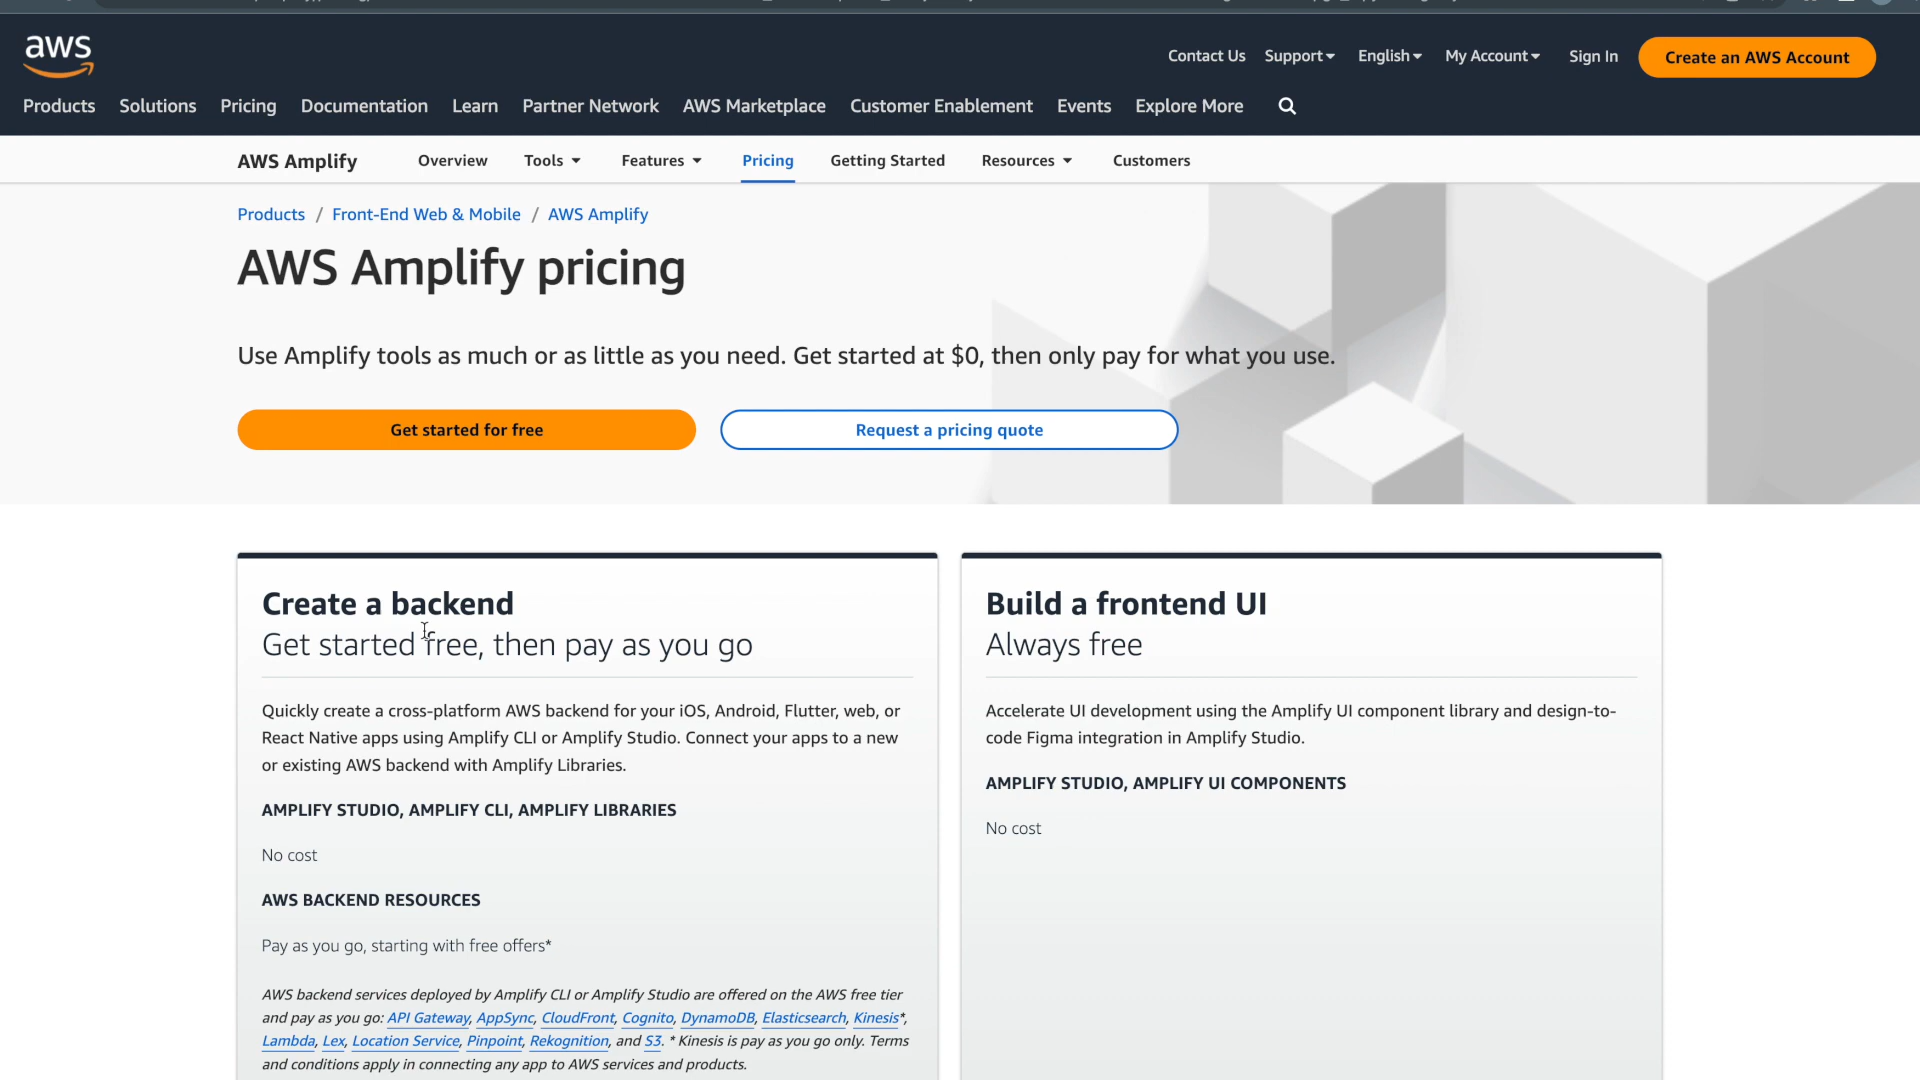 aws
Contact Us Support English My Account Sign In Create an AWS Account
Products Solutions Pricing Documentation Learn Partner Network AWS Marketplace Customer Enablement Events Explore More
AWS Amplify Overview Tools Features Pricing Getting Started Resources Customers
Products / Front-End Web & Mobile / AWS Amplify
AWS Amplify pricing
Use Amplify tools as much or as little as you need. Get started at $0, then only pay for what you use.
Get started for free Request a pricing quote
Create a backend
Get started free, then pay as you go
Quickly create a cross-platform AWS backend for your iOS, Android, Flutter, web, or
React Native apps using Amplify CLI or Amplify Studio. Connect your apps to a new
or existing AWS backend with Amplify Libraries.
AMPLIFY STUDIO, AMPLIFY CLI, AMPLIFY LIBRARIES
No cost
AWS BACKEND RESOURCES
Pay as you go, starting with free offers*
AWS backend services deployed by Amplify CLI or Amplify Studio are offered on the AWS free tier
and pay as you go: API Gateway, AppSync, CloudFront, Cognito, DynamoDB, Elasticsearch, Kinesis*,
Lambda, Lex, Location Service, Pinpoint, Rekognition, and S3. * Kinesis is pay as you go only. Terms
and conditions apply in connecting any app to AWS services and products.
Build a frontend UI
Always free
Accelerate UI development using the Amplify UI component library and design-to-
code Figma integration in Amplify Studio.
AMPLIFY STUDIO, AMPLIFY UI COMPONENTS
No cost